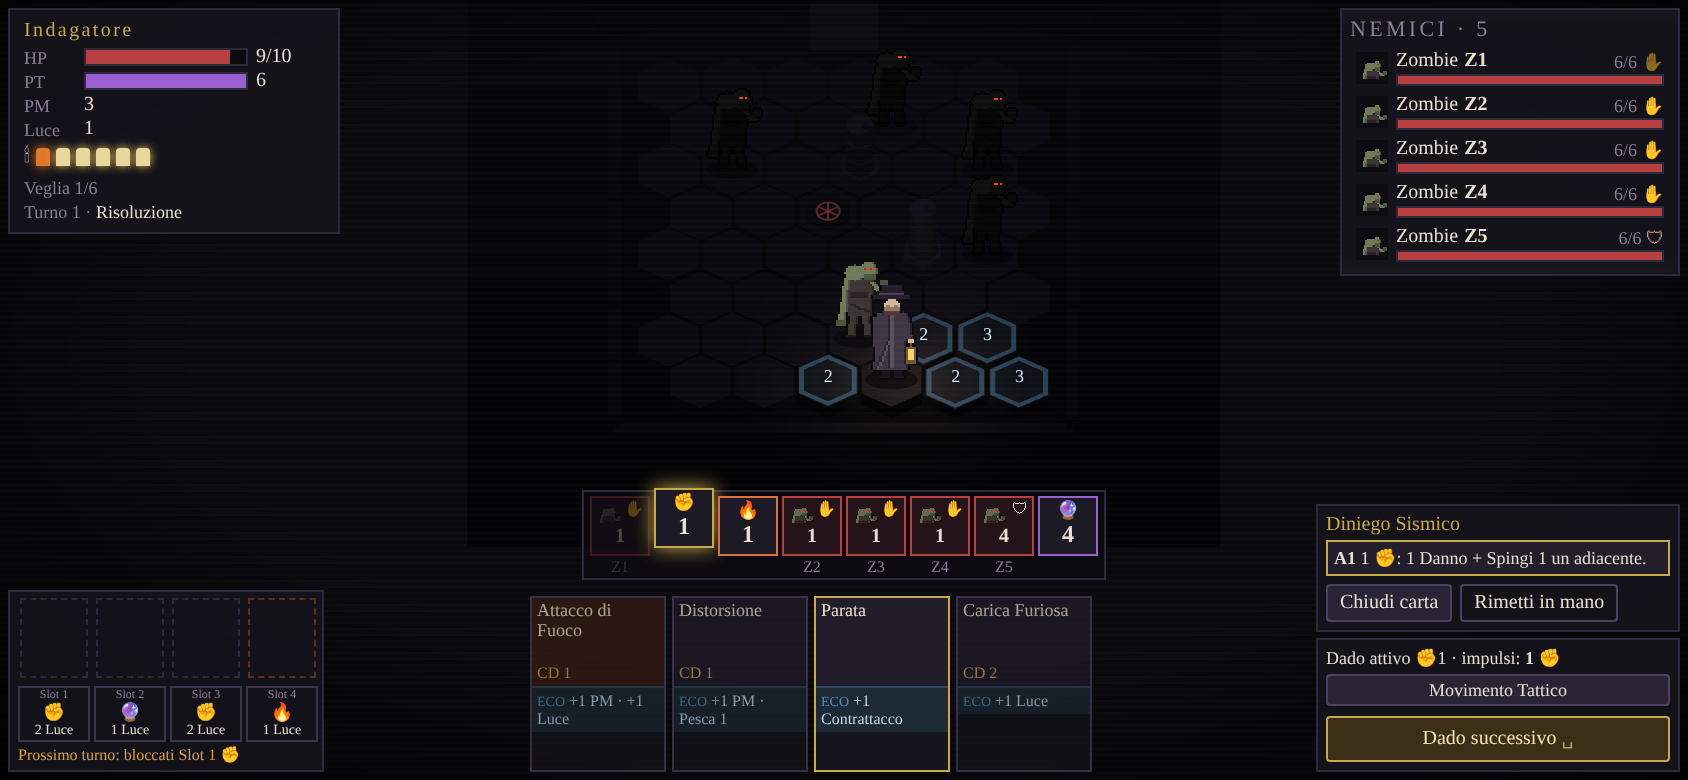 Indagatore
HP 9/10
PT 6
PM 3
Luce 1
Veglia 1/6
Turno 1 · Risoluzione
NEMICI · 5
Zombie Z1 6/6
Zombie Z2 6/6
Zombie Z3 6/6
Zombie Z4 6/6
Zombie Z5 6/6
2 3
2 2 3
1 1 1 1 1 1 4 4
Z1 Z2 Z3 Z4 Z5
Slot 1 Slot 2 Slot 3 Slot 4
2 Luce 1 Luce 2 Luce 1 Luce
Prossimo turno: bloccati Slot 1 ✊
Attacco di
Fuoco
CD 1
ECO +1 PM · +1
Luce
Distorsione
CD 1
ECO +1 PM ·
Pesca 1
Parata
ECO +1
Contrattacco
Carica Furiosa
CD 2
ECO +1 Luce
Diniego Sismico
A1 1 ✊: 1 Danno + Spingi 1 un adiacente.
Chiudi carta Rimetti in mano
Dado attivo ✊1 · impulsi: 1 ✊
Movimento Tattico
Dado successivo ␣